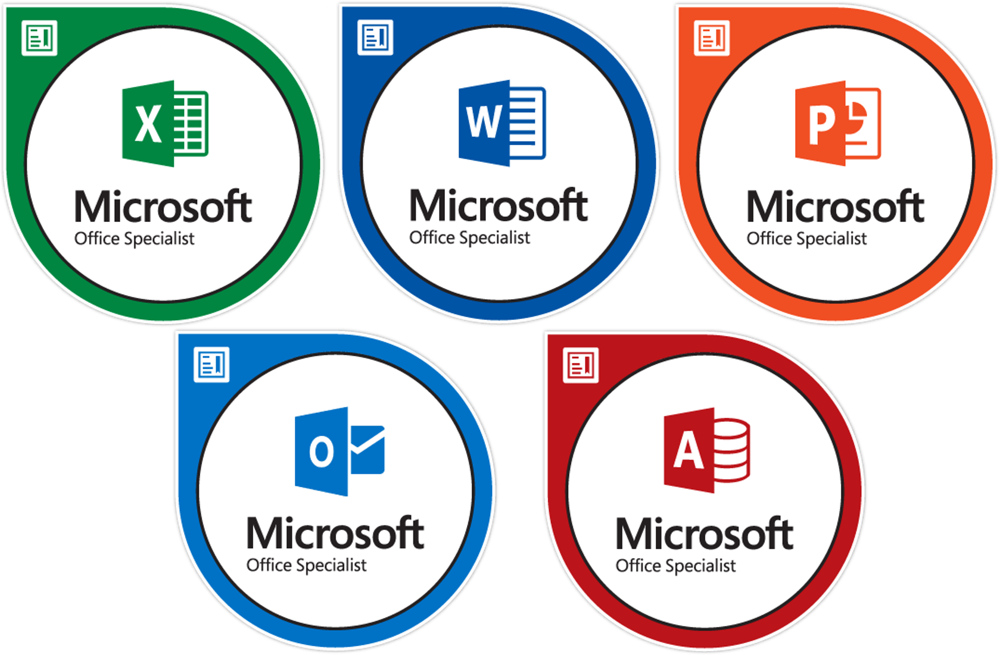 X
Microsoft
Office Specialist
W
Microsoft
Office Specialist
P
Microsoft
Office Specialist
O
Microsoft
Office Specialist
A
Microsoft
Office Specialist